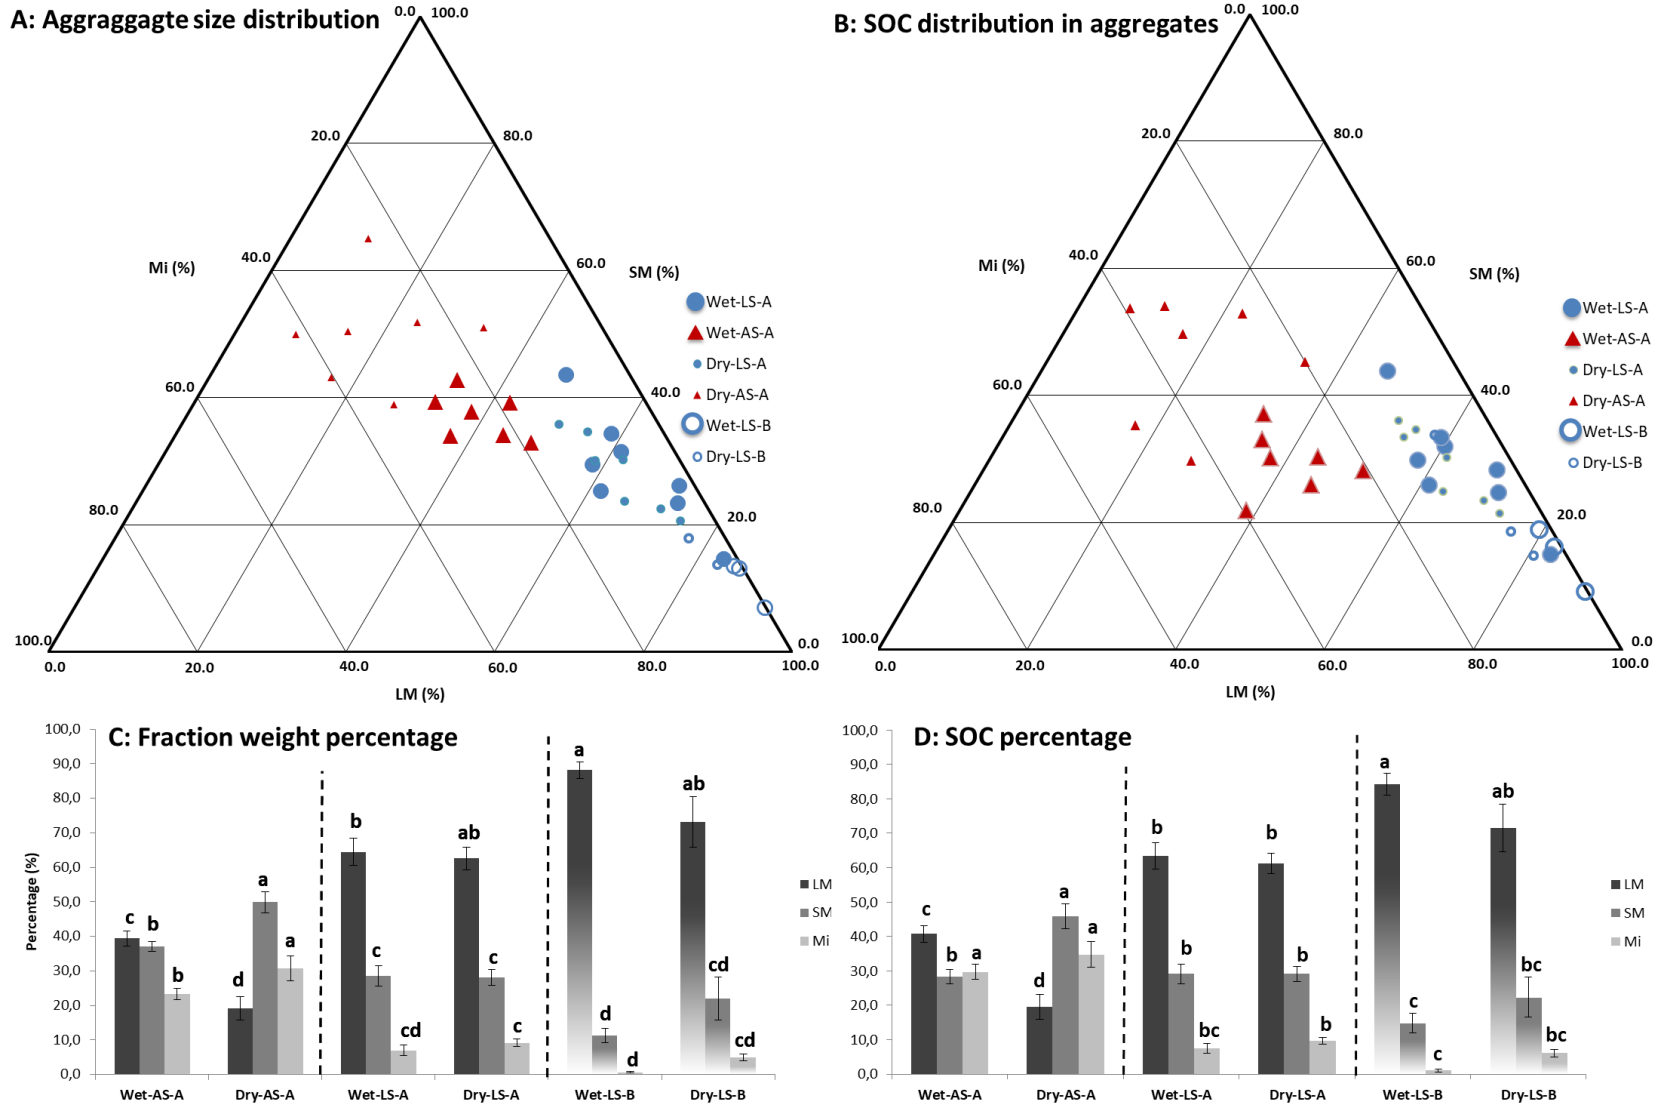 A: Aggraggagte size distribution
0.0 100.0
20.0 80.0
Mi (%)
40.0 60.0
SM (%)
Wet-LS-A
Wet-AS-A
Dry-LS-A
Dry-AS-A
Wet-LS-B
Dry-LS-B
60.0 40.0
80.0 20.0
100.0 0.0
0.0 20.0 40.0 60.0 80.0 100.0
LM (%)
B: SOC distribution in aggregates
0.0 100.0
20.0 80.0
Mi (%)
40.0 60.0
SM (%)
Wet-LS-A
Wet-AS-A
Dry-LS-A
Dry-AS-A
Wet-LS-B
Dry-LS-B
60.0 40.0
80.0 20.0
100.0 0.0
0.0 20.0 40.0 60.0 80.0 100.0
LM (%)
C: Fraction weight percentage
Percentage (%)
100,0
90,0
80,0
70,0
60,0
50,0
40,0
30,0
20,0
10,0
0,0
c b b
d a a
b c cd
ab c c
a d d
ab cd cd
LM
SM
Mi
Wet-AS-A Dry-AS-A Wet-LS-A Dry-LS-A Wet-LS-B Dry-LS-B
D: SOC percentage
100,0
90,0
80,0
70,0
60,0
50,0
40,0
30,0
20,0
10,0
0,0
c b a
d a a
b b bc
b b b
a c c
ab bc bc
LM
SM
Mi
Wet-AS-A Dry-AS-A Wet-LS-A Dry-LS-A Wet-LS-B Dry-LS-B